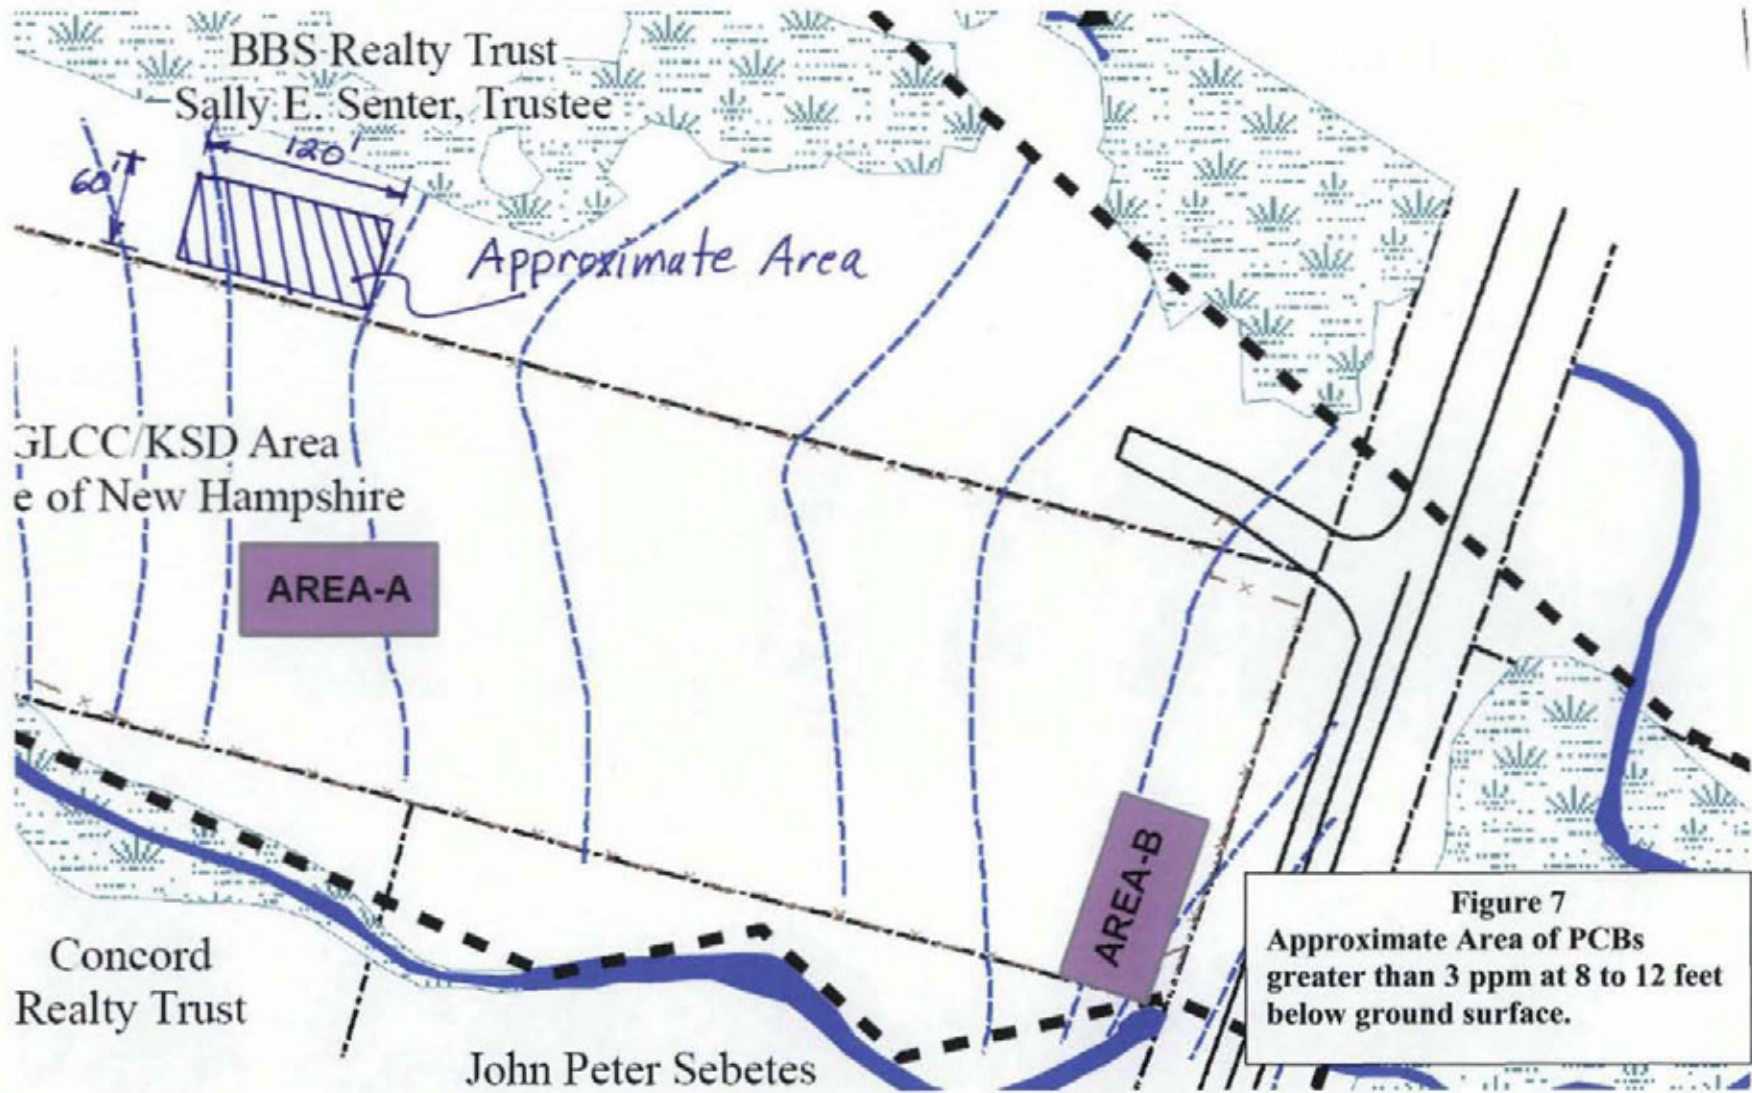 BBS Realty Trust
Sally E. Senter, Trustee
120'
60'
Approximate Area
GLCC/KSD Area
e of New Hampshire
AREA-A
AREA-B
Concord
Realty Trust
John Peter Sebetes
Figure 7
Approximate Area of PCBs
greater than 3 ppm at 8 to 12 feet
below ground surface.